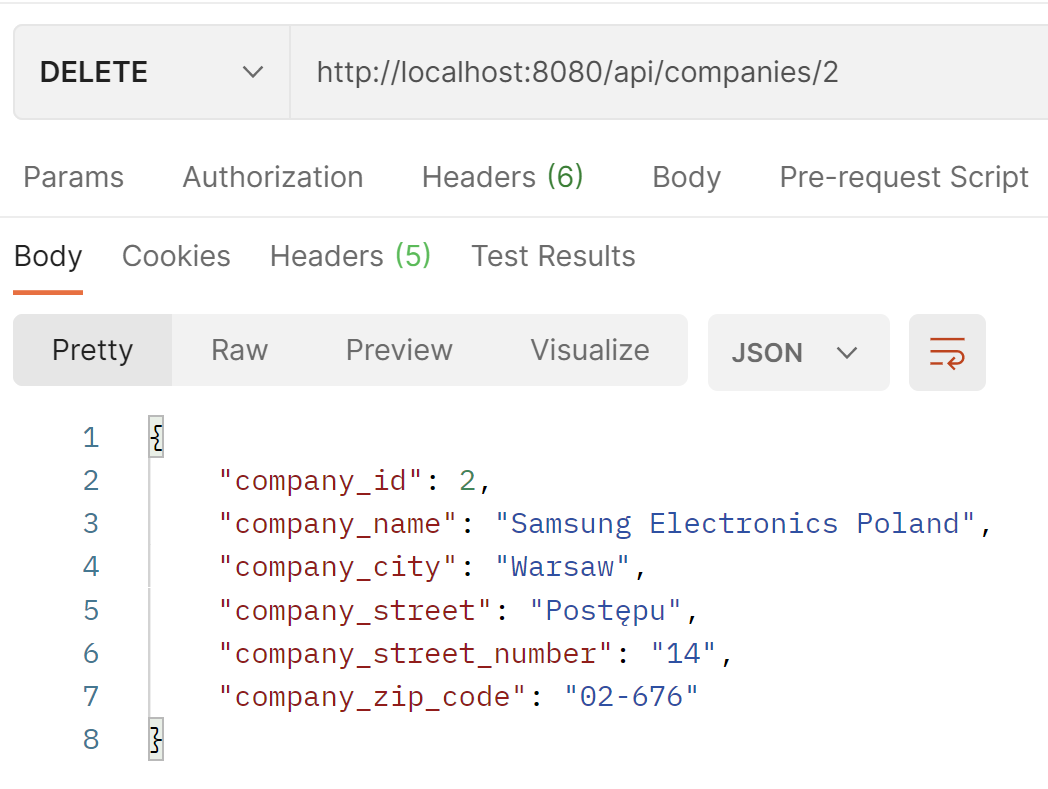 DELETE http://localhost:8080/api/companies/2
Params Authorization Headers (6) Body Pre-request Script
Body Cookies Headers (5) Test Results
Pretty Raw Preview Visualize JSON
1 {
2 "company_id": 2,
3 "company_name": "Samsung Electronics Poland",
4 "company_city": "Warsaw",
5 "company_street": "Postępu",
6 "company_street_number": "14",
7 "company_zip_code": "02-676"
8 }